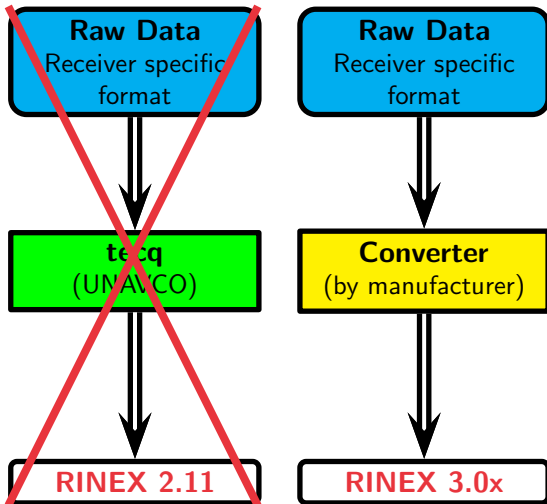 Raw Data
Receiver specific
format
tecq
(UNAVCO)
RINEX 2.11
Raw Data
Receiver specific
format
Converter
(by manufacturer)
RINEX 3.0x